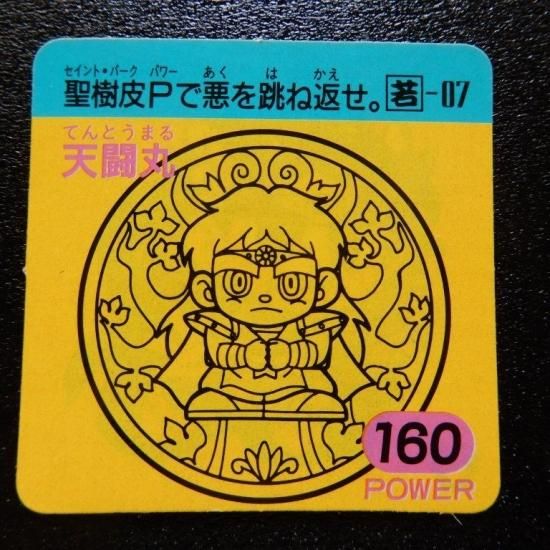 セイント・バーク パワー あく は かえ
聖樹皮Pで悪を跳ね返せ。若-07
てんとうまる
天闘丸
160
POWER